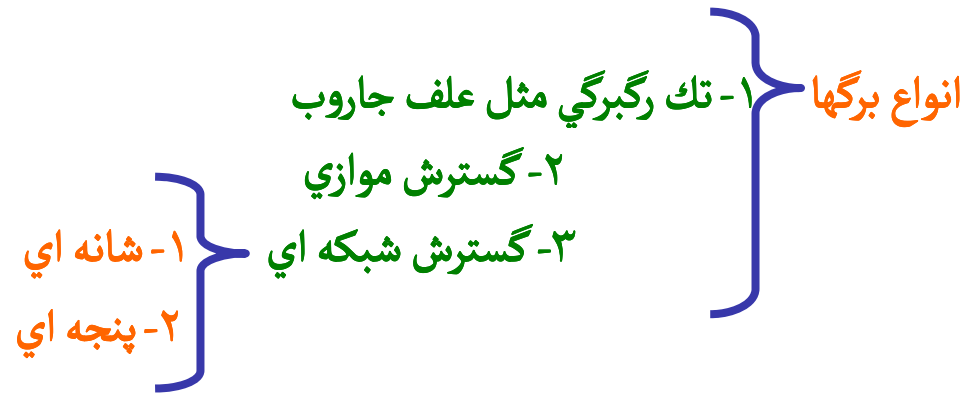 انواع برگها
۱- تك رگبرگي مثل علف جاروب
۲- گسترش موازي
۳- گسترش شبكه اي
۱- شانه اي
۲- پنجه اي